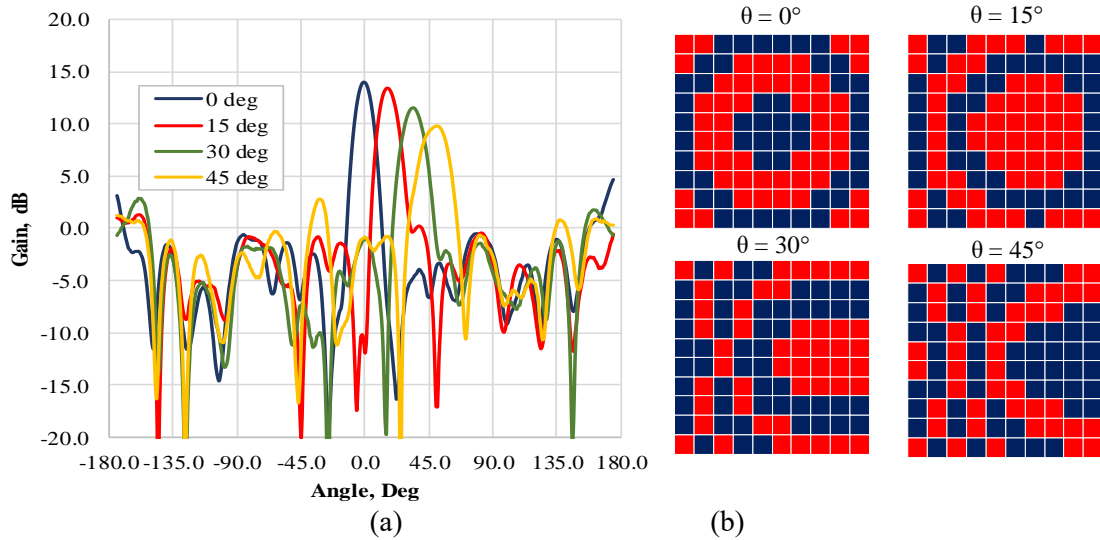 20.0
15.0
10.0
5.0
0.0
-5.0
-10.0
-15.0
-20.0
Gain, dB
0 deg
15 deg
30 deg
45 deg
-180.0 -135.0 -90.0 -45.0 0.0 45.0 90.0 135.0 180.0
Angle, Deg
(a)
θ = 0°
θ = 15°
θ = 30°
θ = 45°
(b)